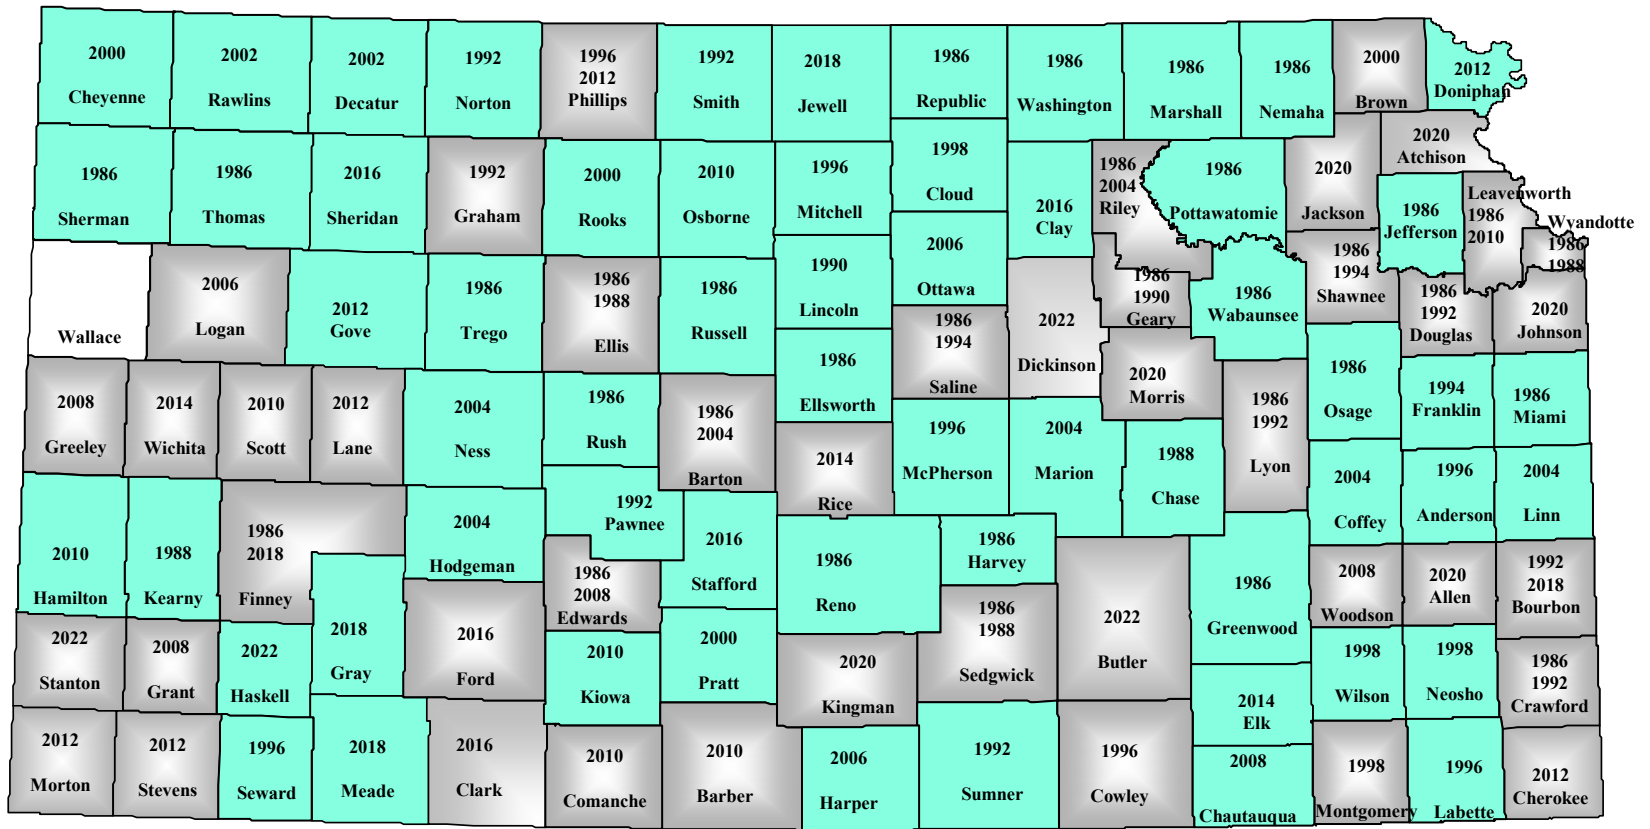 2000
Cheyenne
2002
Rawlins
2002
Decatur
1992
Norton
1996
2012
Phillips
1992
Smith
2018
Jewell
1986
Republic
1986
Washington
1986
Marshall
1986
Nemaha
2000
Brown
2012
Doniphan
1986
Sherman
1986
Thomas
2016
Sheridan
1992
Graham
2000
Rooks
2010
Osborne
1996
Mitchell
1998
Cloud
2016
Clay
1986
2004
Riley
1986
Pottawatomie
2020
Jackson
2020
Atchison
1986
Jefferson
Leavenworth
1986
2010
Wyandotte
1986
1988
Wallace
2006
Logan
2012
Gove
1986
Trego
1986
1988
Ellis
1986
Russell
1990
Lincoln
2006
Ottawa
1986
1994
Saline
2022
Dickinson
1986
1990
Geary
1986
Wabaunsee
1986
1994
Shawnee
1986
1992
Douglas
2020
Johnson
2008
Greeley
2014
Wichita
2010
Scott
2012
Lane
2004
Ness
1986
Rush
1986
2004
Barton
1986
Ellsworth
2014
Rice
1996
McPherson
2004
Marion
2020
Morris
1988
Chase
1986
1992
Lyon
1986
Osage
1994
Franklin
1986
Miami
2010
Hamilton
1988
Kearny
1986
2018
Finney
2004
Hodgeman
1992
Pawnee
1986
2008
Edwards
2016
Stafford
1986
Reno
1986
Harvey
1986
1988
Sedgwick
2022
Butler
1986
Greenwood
2004
Coffey
1996
Anderson
2004
Linn
2008
Woodson
2020
Allen
1992
2018
Bourbon
2022
Stanton
2008
Grant
2022
Haskell
2018
Gray
2016
Ford
2010
Kiowa
2000
Pratt
2020
Kingman
2014
Elk
1998
Wilson
1998
Neosho
1986
1992
Crawford
2012
Morton
2012
Stevens
1996
Seward
2018
Meade
2016
Clark
2010
Comanche
2010
Barber
2006
Harper
1992
Sumner
1996
Cowley
2008
Chautauqua
1998
Montgomery
1996
Labette
2012
Cherokee